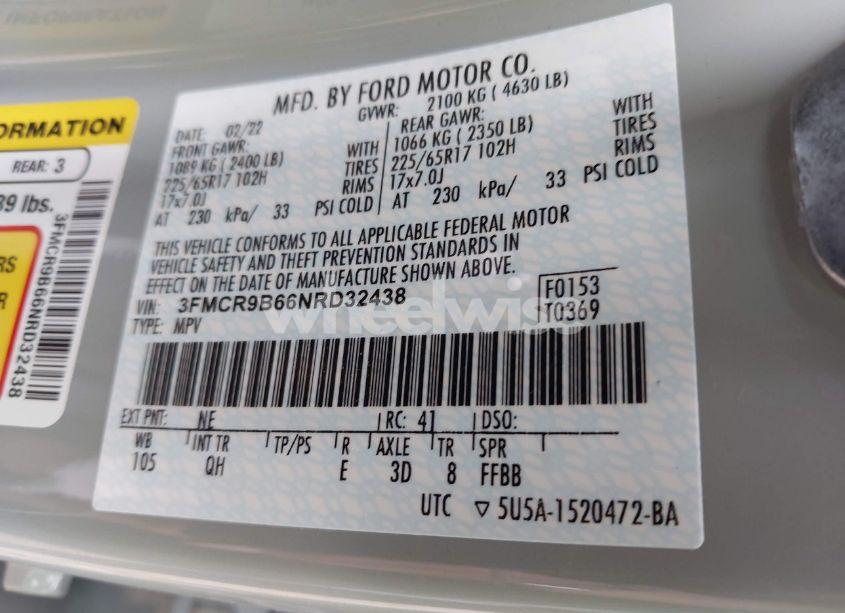 MFD. BY FORD MOTOR CO.
DATE: 02/22 GVWR: 2100 KG ( 4630 LB)
FRONT GAWR: WITH REAR GAWR: WITH
1089 KG ( 2400 LB) TIRES 1066 KG ( 2350 LB) TIRES
225/65R17 102H RIMS 225/65R17 102H RIMS
17x7.0J 17x7.0J
AT 230 kPa/ 33 PSI COLD AT 230 kPa/ 33 PSI COLD
THIS VEHICLE CONFORMS TO ALL APPLICABLE FEDERAL MOTOR
VEHICLE SAFETY AND THEFT PREVENTION STANDARDS IN
EFFECT ON DATE OF MANUFACTURE SHOWN ABOVE.
VIN: 3FMCR9B66NRD32438 F0153
TYPE: MPV T0369
wheelwise
EXT PNT: NE RC: 41 DSO:
WB INT TR TP/PS R AXLE TR SPR
105 QH E 3D 8 FFBB
UTC ▽ 5U5A-1520472-BA
ORMATION
REAR: 3
39 lbs.
3FMCR9B66NRD32438
RS